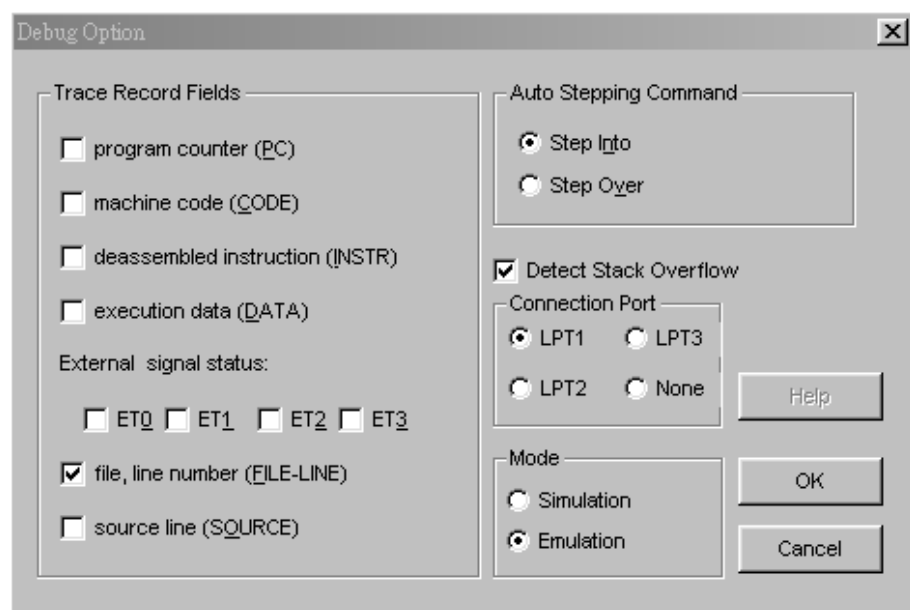 Debug Option
Trace Record Fields
program counter (PC)
machine code (CODE)
deassembled instruction (INSTR)
execution data (DATA)
External signal status:
ET0 ET1 ET2 ET3
file, line number (FILE-LINE)
source line (SOURCE)
Auto Stepping Command
Step Into
Step Over
Detect Stack Overflow
Connection Port
LPT1 LPT3
LPT2 None
Mode
Simulation
Emulation
Help
OK
Cancel